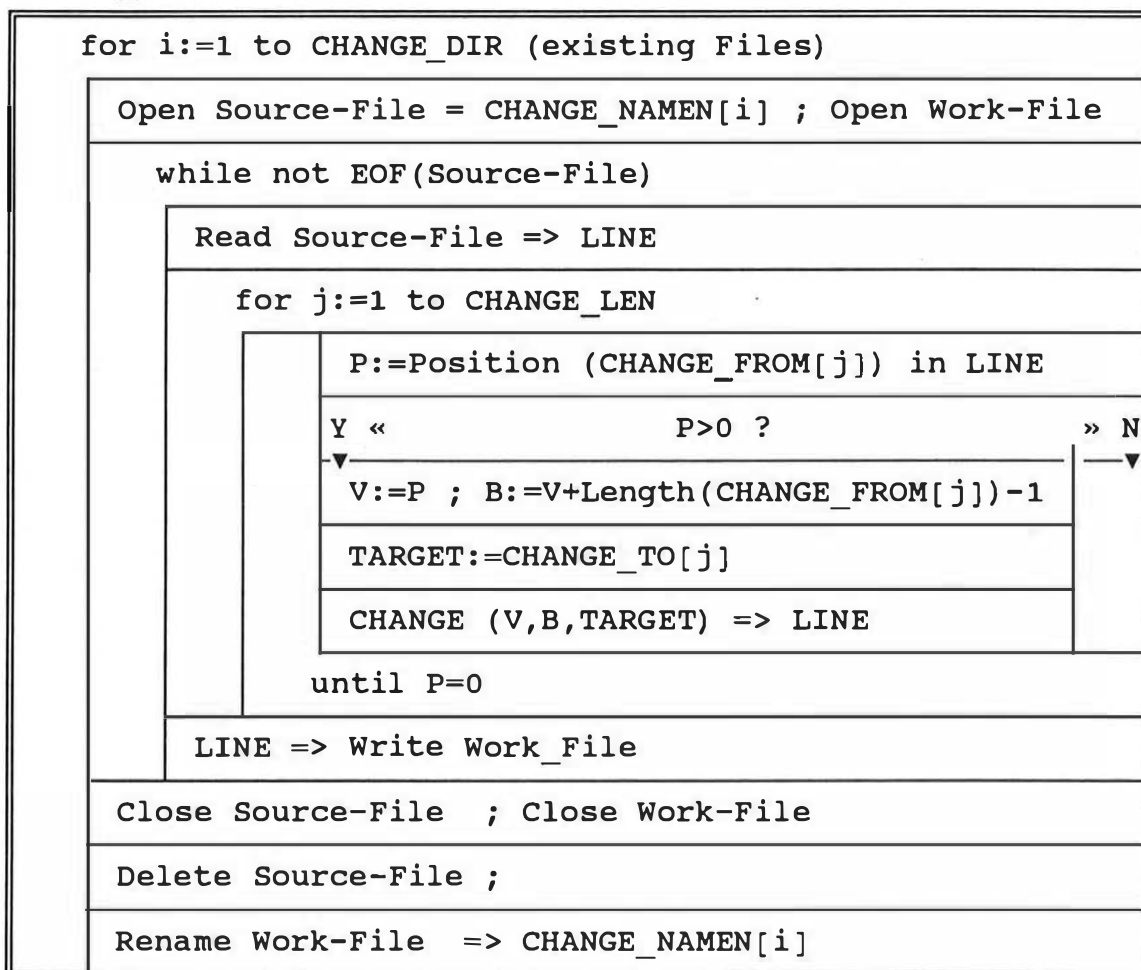 for i:=1 to CHANGE_DIR (existing Files)
Open Source-File = CHANGE_NAMEN[i] ; Open Work-File
while not EOF(Source-File)
Read Source-File => LINE
for j:=1 to CHANGE_LEN
P:=Position (CHANGE_FROM[j]) in LINE
Y « P>0 ? » N
V:=P ; B:=V+Length(CHANGE_FROM[j])-1
TARGET:=CHANGE_TO[j]
CHANGE (V,B,TARGET) => LINE
until P=0
LINE => Write Work_File
Close Source-File ; Close Work-File
Delete Source-File ;
Rename Work-File => CHANGE_NAMEN[i]